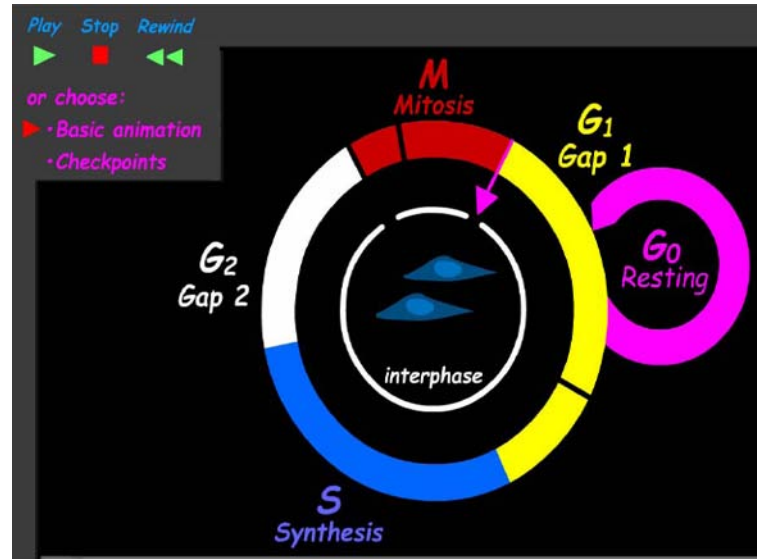 Play Stop Rewind
or choose:
• Basic animation
• Checkpoints
M
Mitosis
G₁
Gap 1
G₀
Resting
G₂
Gap 2
interphase
S
Synthesis